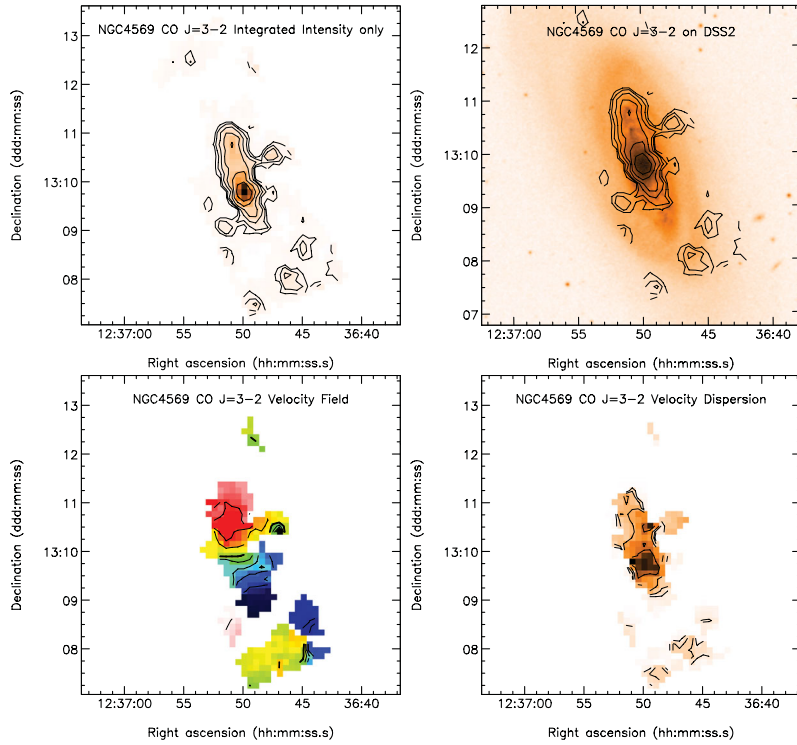 NGC4569 CO J=3-2 Integrated Intensity only
Declination (ddd:mm:ss)
13
12
11
13:10
09
08
12:37:00 55 50 45 36:40
Right ascension (hh:mm:ss.s)
NGC4569 CO J=3-2 on DSS2
Declination (ddd:mm:ss)
12
11
13:10
09
08
07
12:37:00 55 50 45 36:40
Right ascension (hh:mm:ss.s)
NGC4569 CO J=3-2 Velocity Field
Declination (ddd:mm:ss)
13
12
11
13:10
09
08
12:37:00 55 50 45 36:40
Right ascension (hh:mm:ss.s)
NGC4569 CO J=3-2 Velocity Dispersion
Declination (ddd:mm:ss)
13
12
11
13:10
09
08
12:37:00 55 50 45 36:40
Right ascension (hh:mm:ss.s)